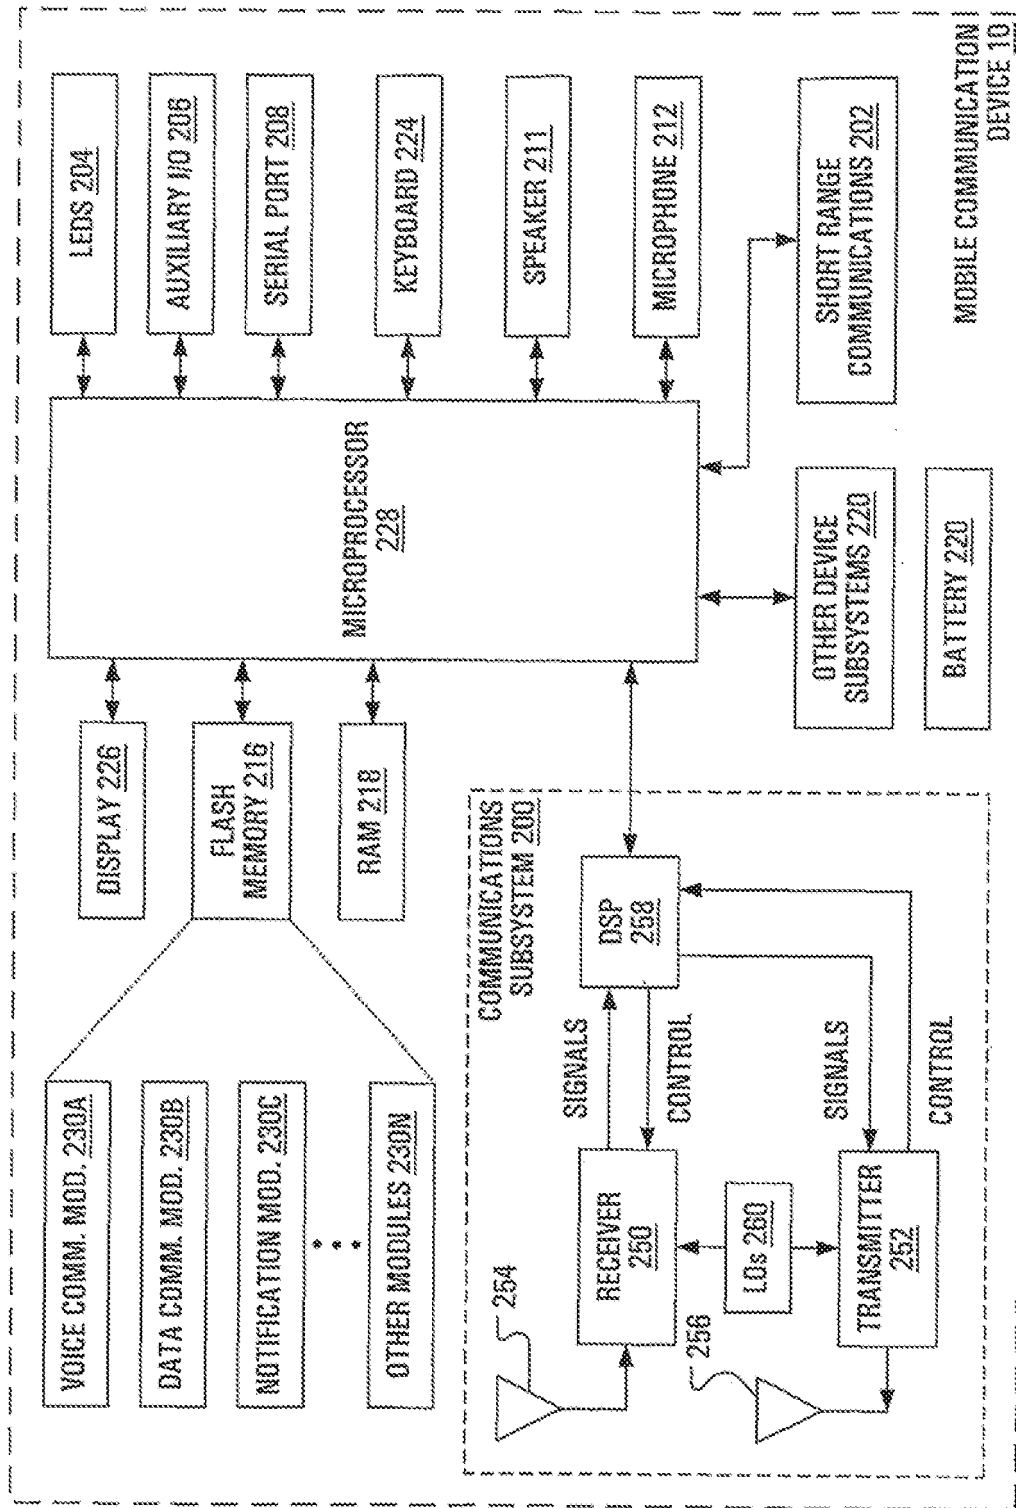 VOICE COMM. MOD. 230A
DATA COMM. MOD. 230B
NOTIFICATION MOD. 230C
OTHER MODULES 230N
DISPLAY 226
FLASH
MEMORY 216
RAM 218
MICROPROCESSOR
228
LEDS 204
AUXILIARY I/O 206
SERIAL PORT 208
KEYBOARD 224
SPEAKER 211
MICROPHONE 212
SHORT RANGE
COMMUNICATIONS 202
OTHER DEVICE
SUBSYSTEMS 220
BATTERY 220
COMMUNICATIONS
SUBSYSTEM 200
254
RECEIVER
250
SIGNALS
CONTROL
DSP
258
LOs 260
256
TRANSMITTER
252
SIGNALS
CONTROL
MOBILE COMMUNICATION
DEVICE 10